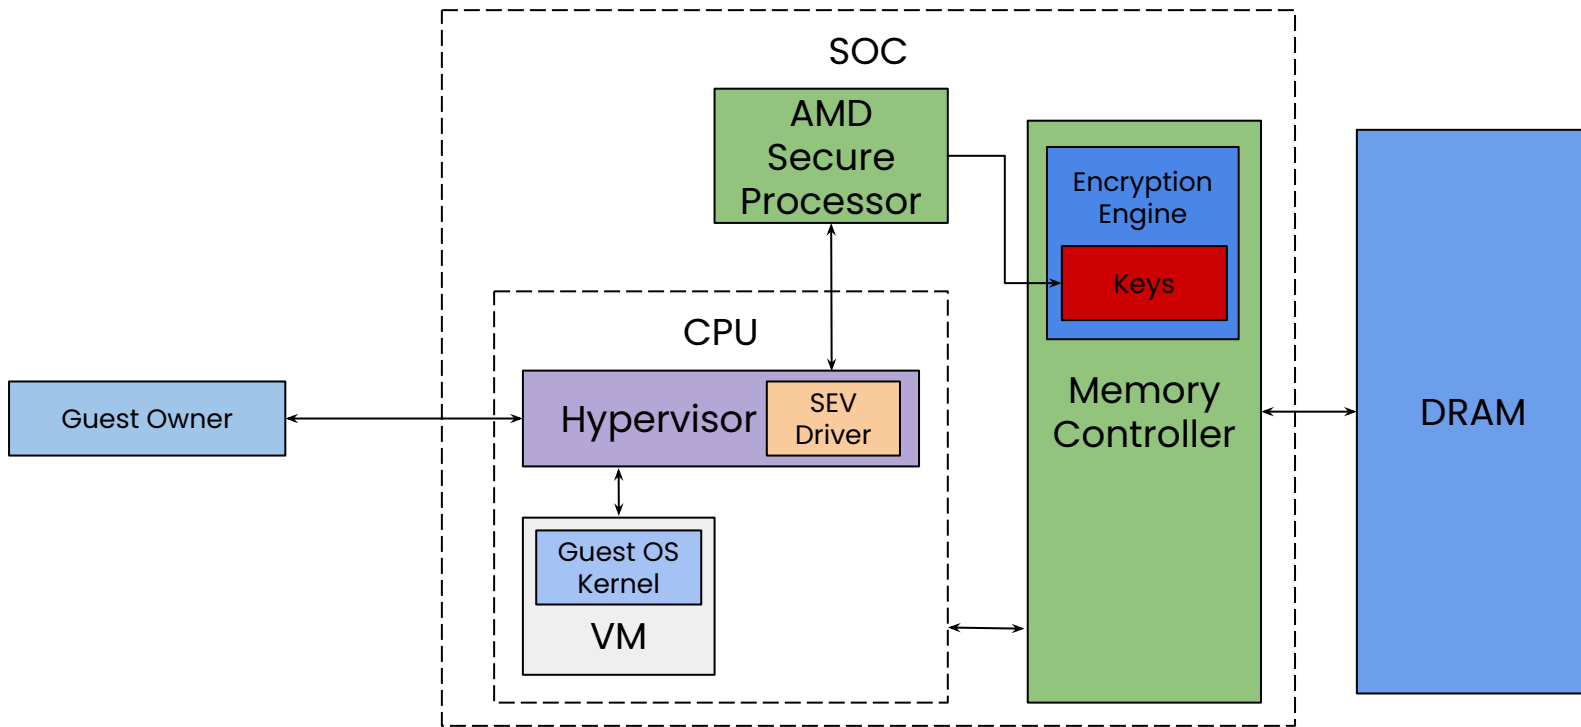 SOC
AMD
Secure
Processor
Encryption
Engine
Keys
CPU
Guest Owner
Hypervisor
SEV
Driver
Memory
Controller
DRAM
Guest OS
Kernel
VM